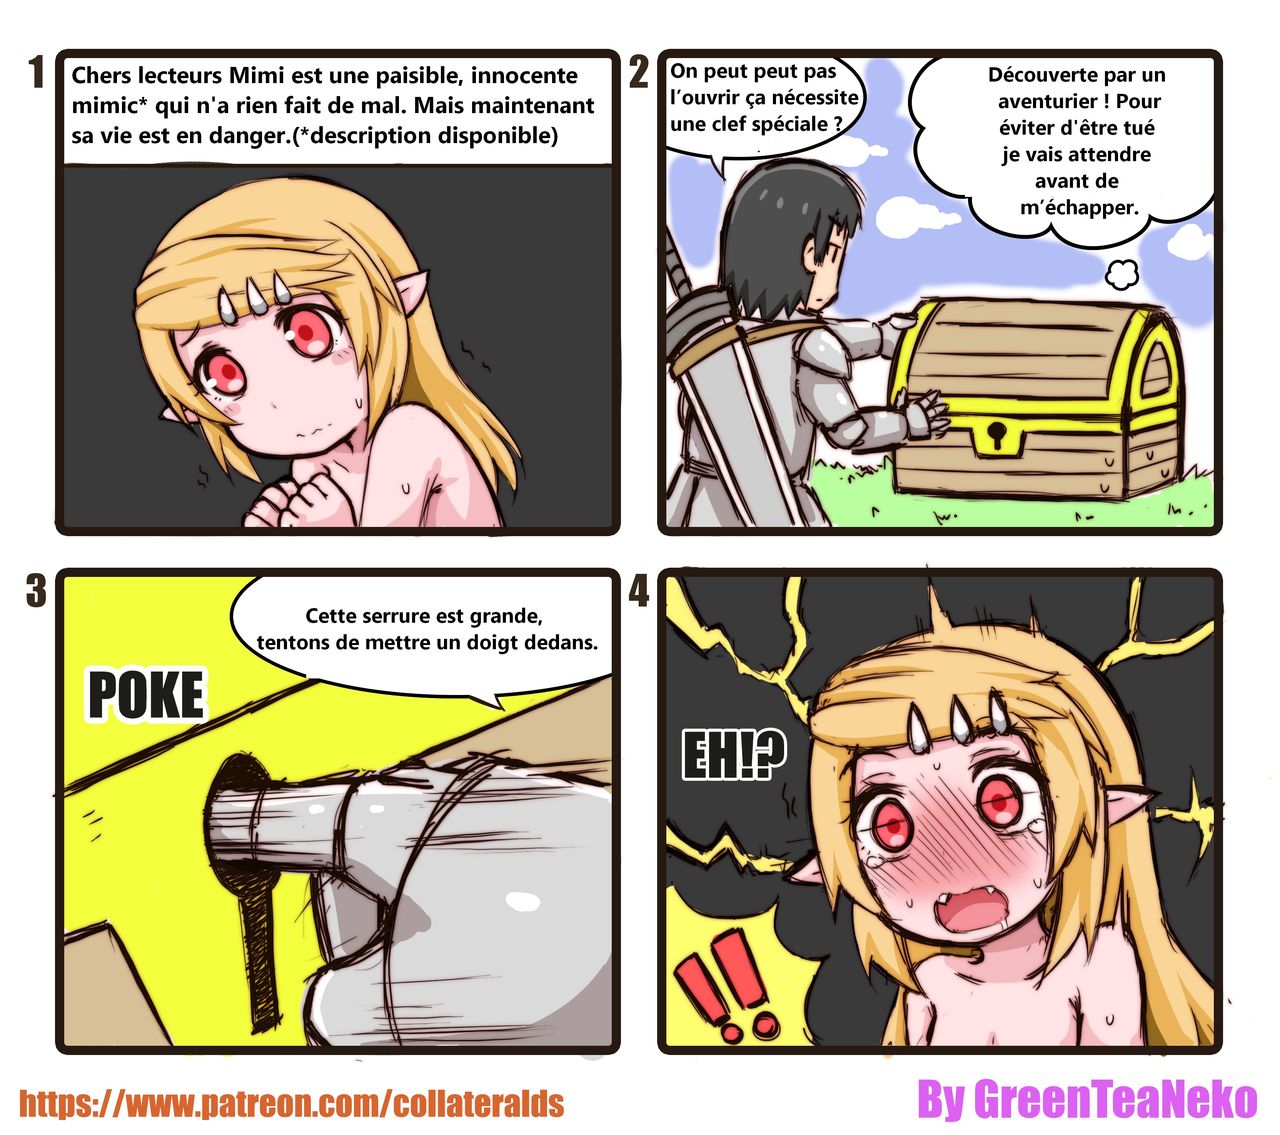 1
Chers lecteurs Mimi est une paisible, innocente
mimic* qui n'a rien fait de mal. Mais maintenant
sa vie est en danger.(*description disponible)
2
On peut peut pas
l’ouvrir ça nécessite
une clef spéciale ?
Découverte par un
aventurier ! Pour
éviter d'être tué
je vais attendre
avant de
m’échapper.
3
Cette serrure est grande,
tentons de mettre un doigt dedans.
POKE
4
EH!?
!!
https://www.patreon.com/collateralds
By GreenTeaNeko